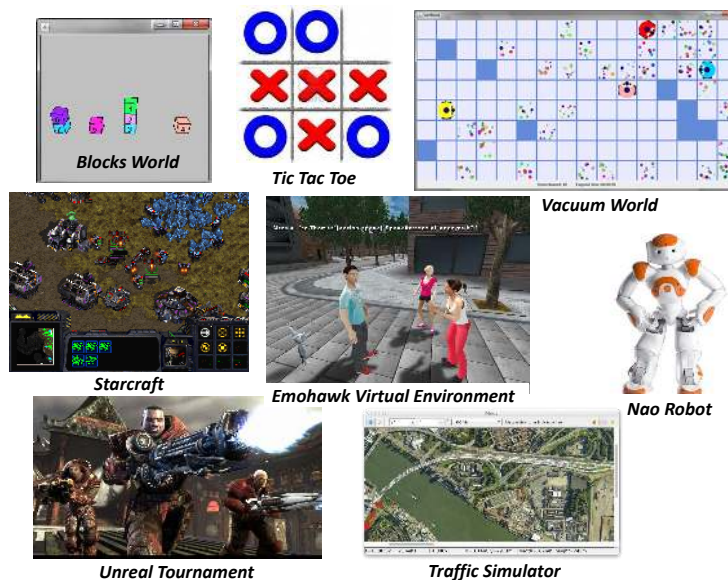 Blocks World
Tic Tac Toe
Vacuum World
Starcraft
Emohawk Virtual Environment
Nao Robot
Unreal Tournament
Traffic Simulator